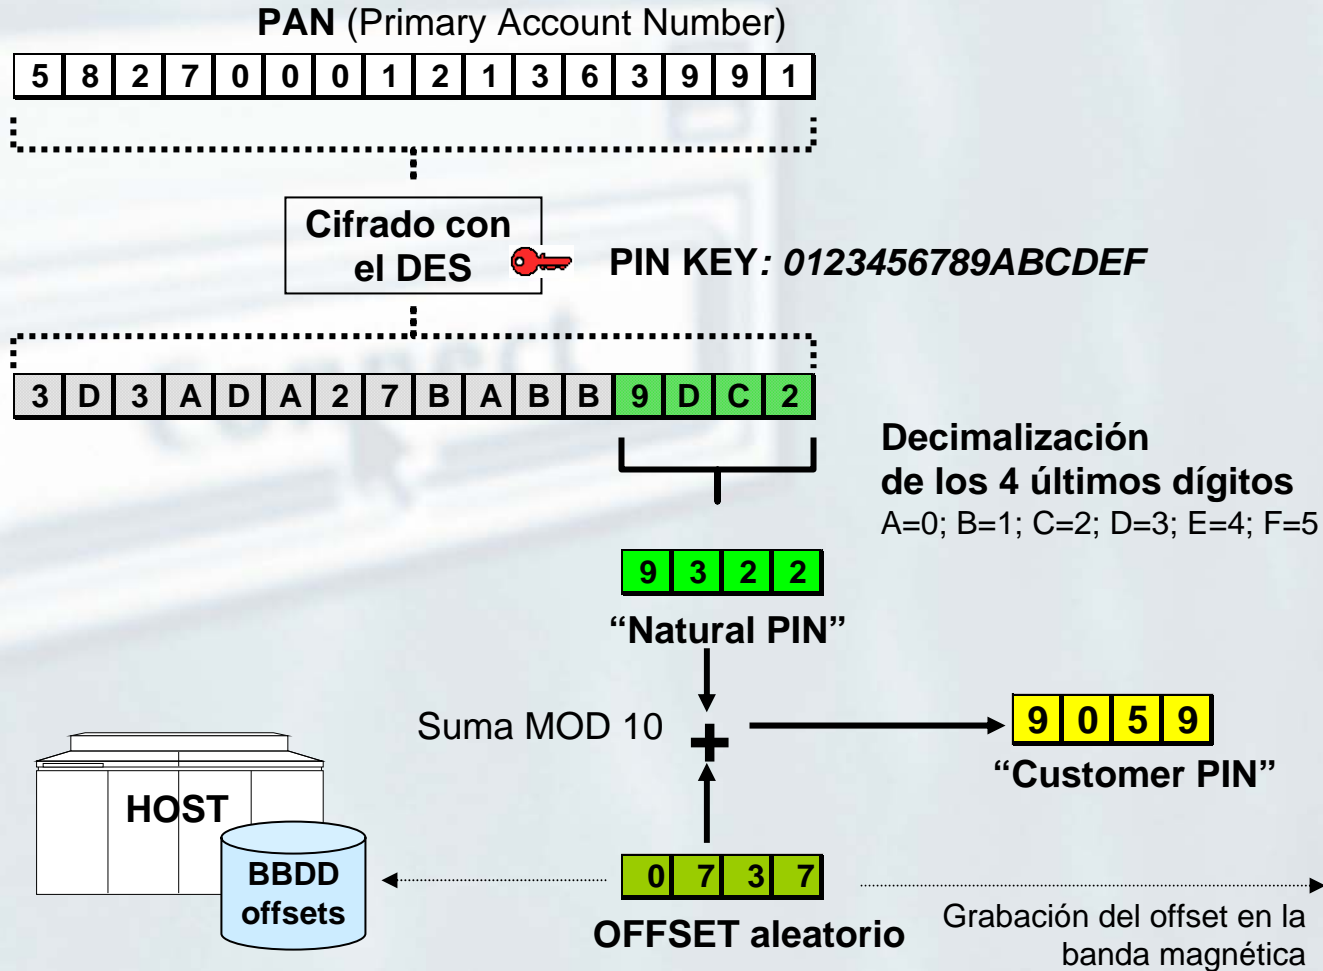 PAN (Primary Account Number)
5 8 2 7 0 0 0 1 2 1 3 6 3 9 9 1
Cifrado con
el DES
PIN KEY: 0123456789ABCDEF
3 D 3 A D A 2 7 B A B B 9 D C 2
Decimalización
de los 4 últimos dígitos
A=0; B=1; C=2; D=3; E=4; F=5
9 3 2 2
“Natural PIN”
Suma MOD 10
+
9 0 5 9
“Customer PIN”
HOST
BBDD
offsets
0 7 3 7
OFFSET aleatorio
Grabación del offset en la
banda magnética
Connect